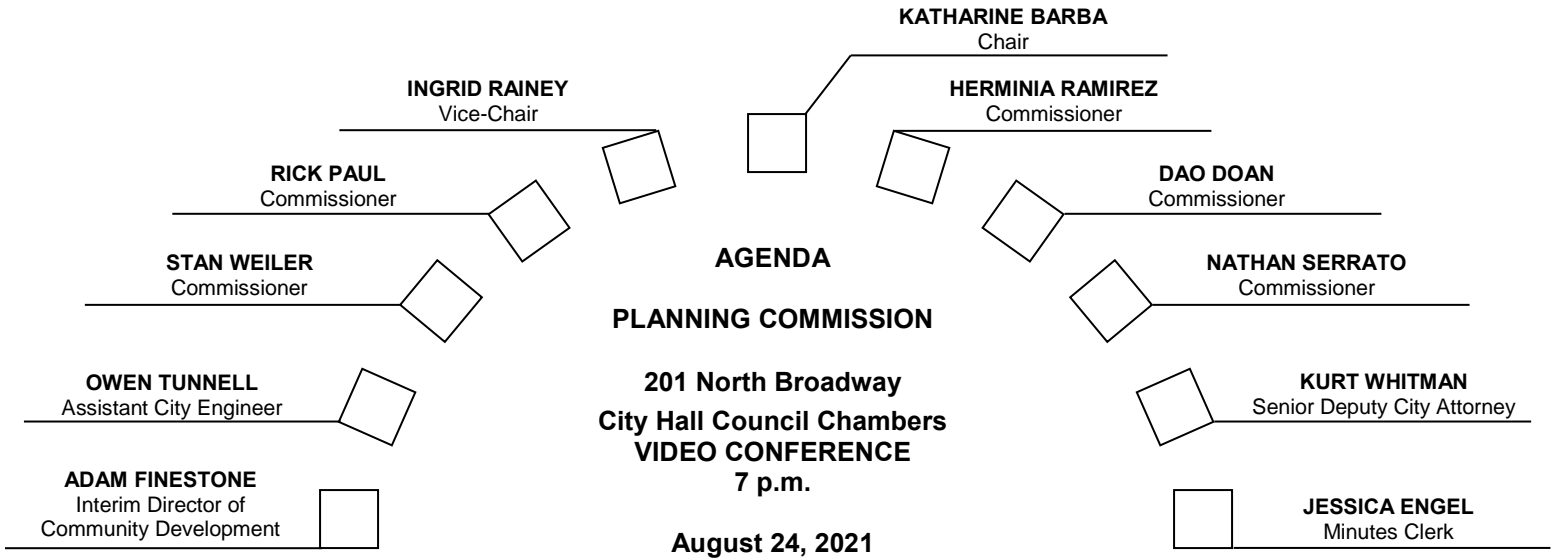 KATHARINE BARBA
Chair
INGRID RAINEY
Vice-Chair
HERMINIA RAMIREZ
Commissioner
RICK PAUL
Commissioner
DAO DOAN
Commissioner
STAN WEILER
Commissioner
NATHAN SERRATO
Commissioner
OWEN TUNNELL
Assistant City Engineer
KURT WHITMAN
Senior Deputy City Attorney
ADAM FINESTONE
Interim Director of
Community Development
JESSICA ENGEL
Minutes Clerk
AGENDA
PLANNING COMMISSION
201 North Broadway
City Hall Council Chambers
VIDEO CONFERENCE
7 p.m.
August 24, 2021